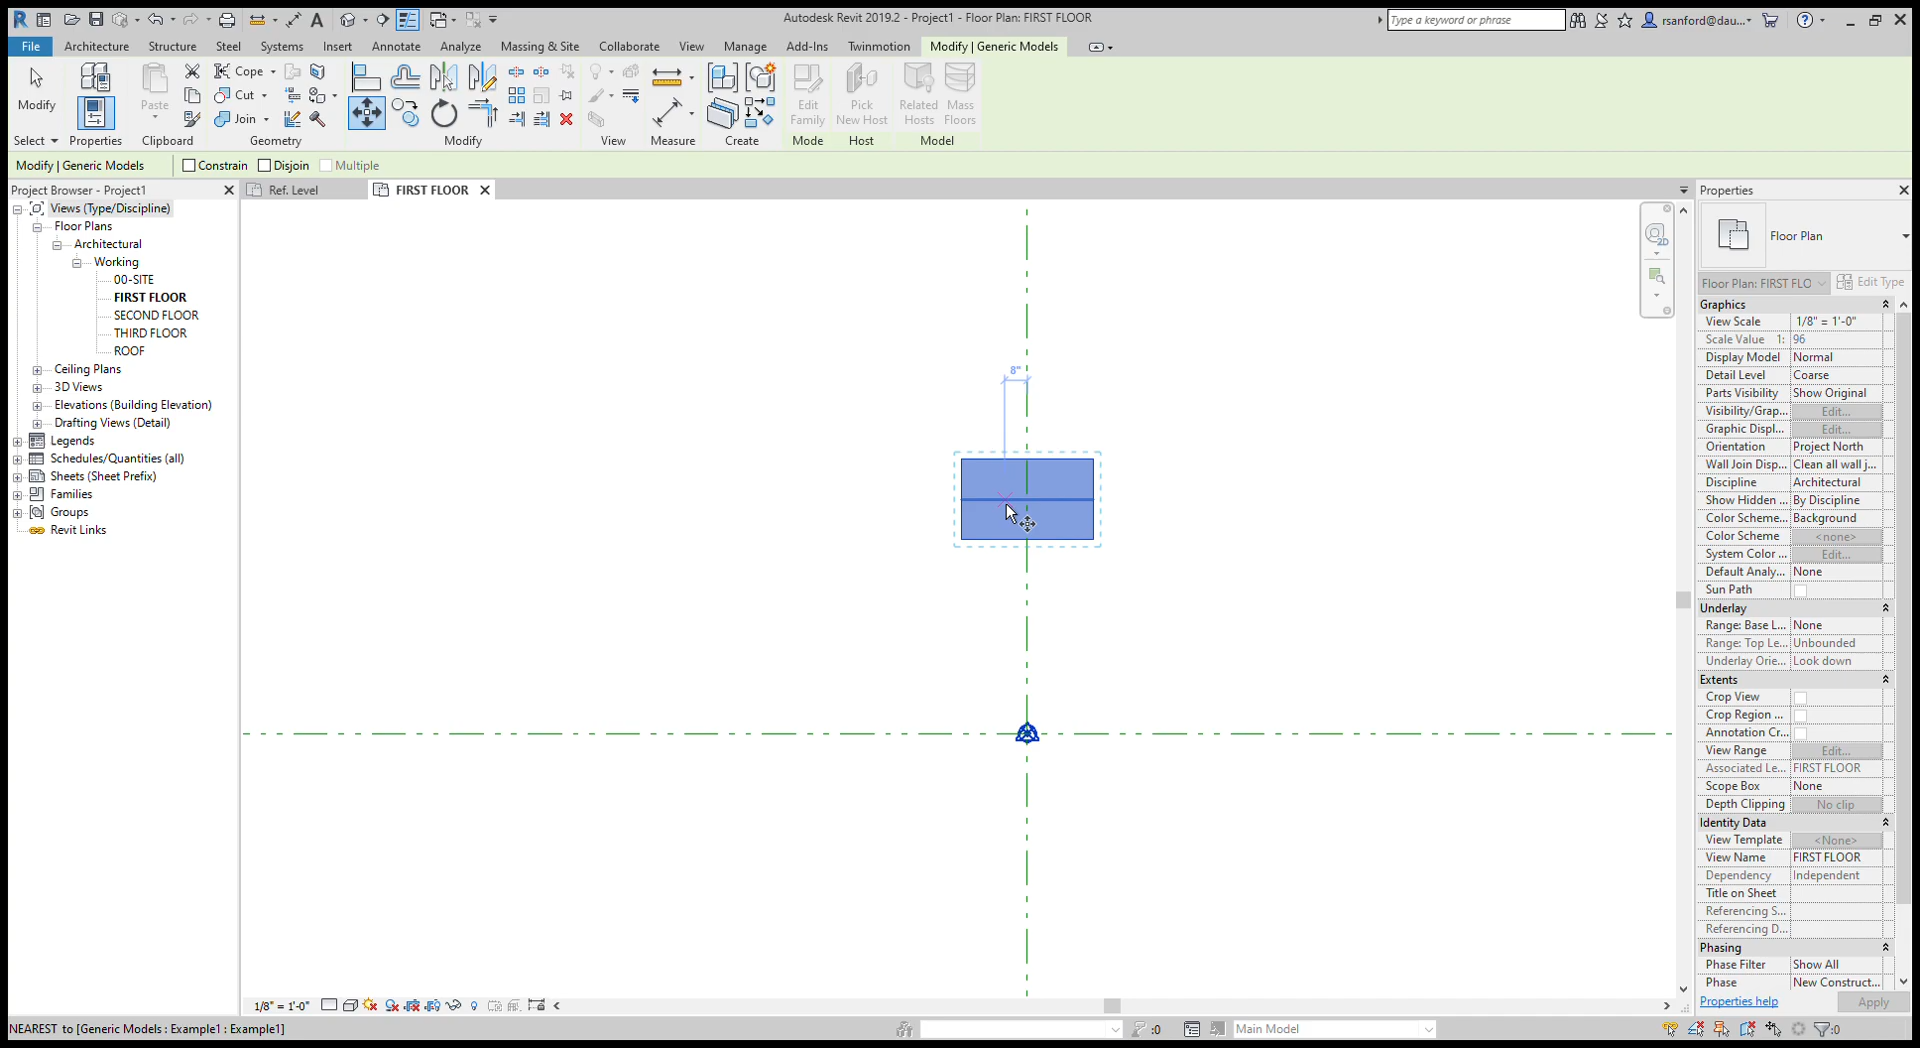 Autodesk Revit 2019.2 - Project1 - Floor Plan: FIRST FLOOR
Type a keyword or phrase
rsanford@dau...
File Architecture Structure Steel Systems Insert Annotate Analyze Massing & Site Collaborate View Manage Add-Ins Twinmotion Modify | Generic Models
Modify
Paste
Cope
Cut
Join
Edit Family
Pick New Host
Related Hosts
Mass Floors
Select Properties Clipboard Geometry Modify View Measure Create Mode Host Model
Modify | Generic Models Constrain Disjoin Multiple
Project Browser - Project1
Views (Type/Discipline)
Floor Plans
Architectural
Working
00-SITE
FIRST FLOOR
SECOND FLOOR
THIRD FLOOR
ROOF
Ceiling Plans
3D Views
Elevations (Building Elevation)
Drafting Views (Detail)
Legends
Schedules/Quantities (all)
Sheets (Sheet Prefix)
Families
Groups
Revit Links
Ref. Level FIRST FLOOR
8"
2D
Properties
Floor Plan
Floor Plan: FIRST FLO Edit Type
Graphics
View Scale 1/8" = 1'-0"
Scale Value 1: 96
Display Model Normal
Detail Level Coarse
Parts Visibility Show Original
Visibility/Grap... Edit...
Graphic Displ... Edit...
Orientation Project North
Wall Join Disp... Clean all wall j...
Discipline Architectural
Show Hidden ... By Discipline
Color Scheme... Background
Color Scheme <none>
System Color ... Edit...
Default Analy... None
Sun Path
Underlay
Range: Base L... None
Range: Top Le... Unbounded
Underlay Orie... Look down
Extents
Crop View
Crop Region ...
Annotation Cr...
View Range Edit...
Associated Le... FIRST FLOOR
Scope Box None
Depth Clipping No clip
Identity Data
View Template <None>
View Name FIRST FLOOR
Dependency Independent
Title on Sheet
Referencing S...
Referencing D...
Phasing
Phase Filter Show All
Phase New Construct...
Properties help Apply
1/8" = 1'-0"
NEAREST to [Generic Models : Example1 : Example1]
:0
Main Model
:0